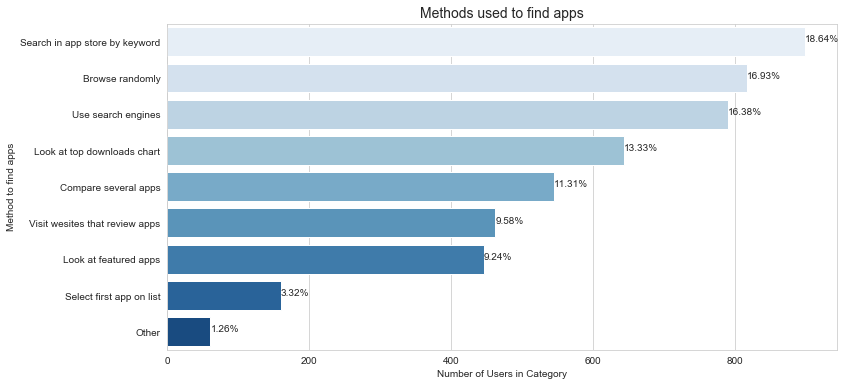 Methods used to find apps
Method to find apps
Search in app store by keyword 18.64%
Browse randomly 16.93%
Use search engines 16.38%
Look at top downloads chart 13.33%
Compare several apps 11.31%
Visit wesites that review apps 9.58%
Look at featured apps 9.24%
Select first app on list 3.32%
Other 1.26%
0 200 400 600 800
Number of Users in Category